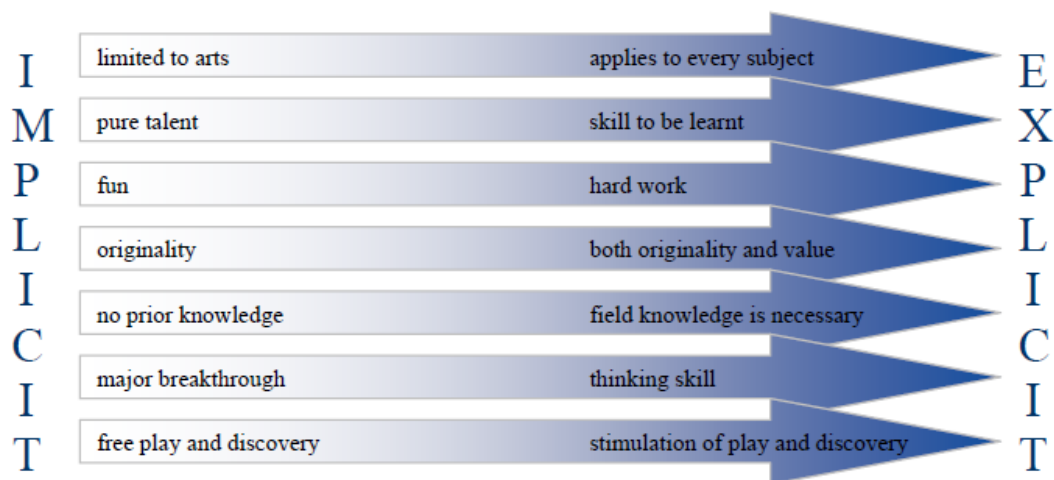 IMPLICIT
limited to arts applies to every subject
pure talent skill to be learnt
fun hard work
originality both originality and value
no prior knowledge field knowledge is necessary
major breakthrough thinking skill
free play and discovery stimulation of play and discovery
EXPLICIT